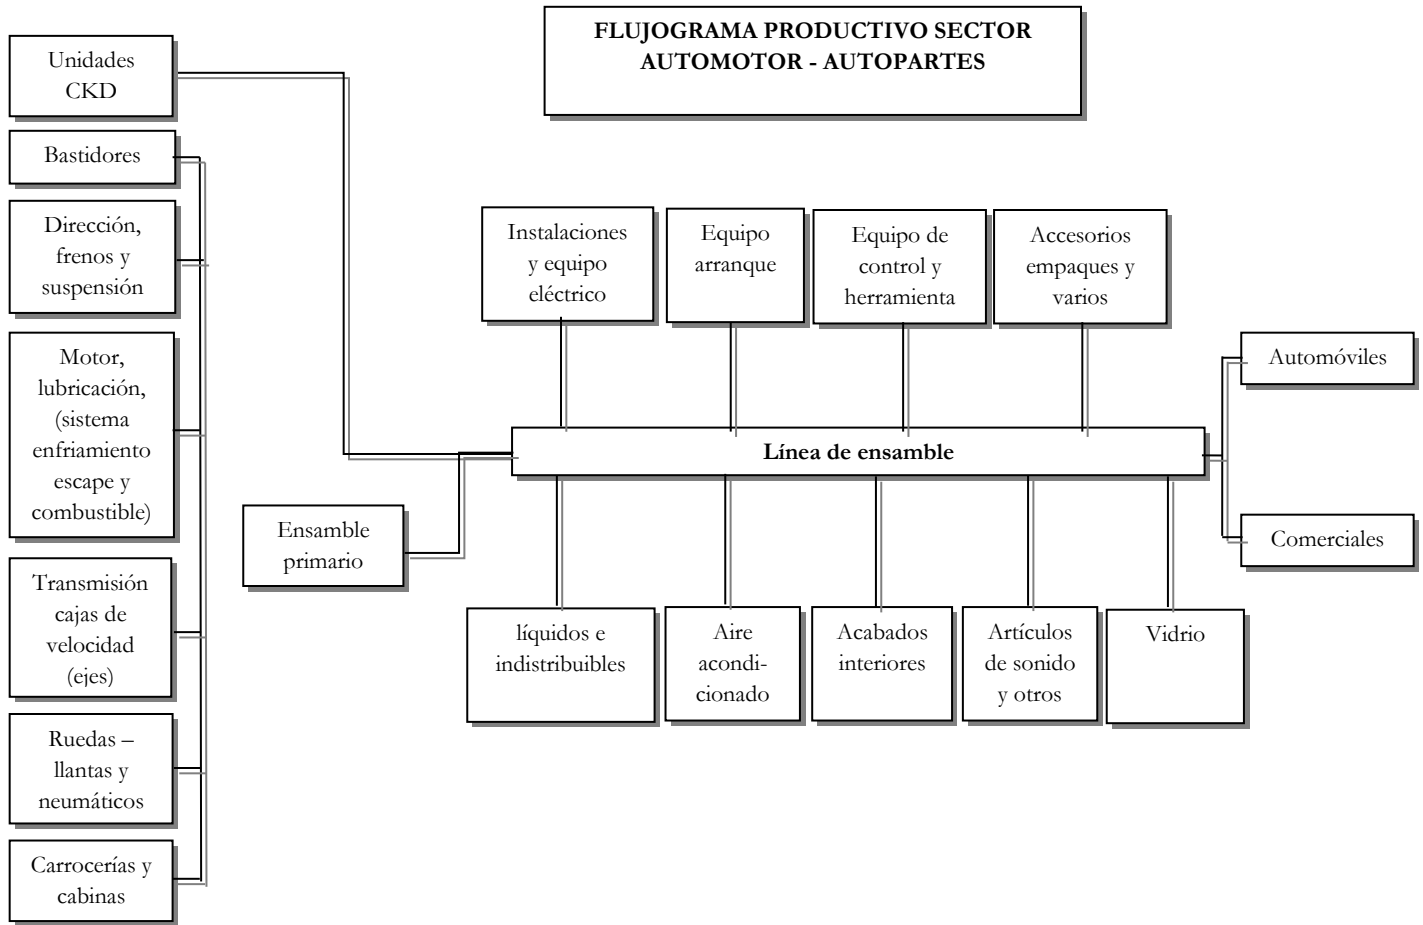 FLUJOGRAMA PRODUCTIVO SECTOR
AUTOMOTOR - AUTOPARTES
Unidades
CKD
Bastidores
Dirección,
frenos y
suspensión
Motor,
lubricación,
(sistema
enfriamiento
escape y
combustible)
Transmisión
cajas de
velocidad
(ejes)
Ruedas –
llantas y
neumáticos
Carrocerías y
cabinas
Ensamble
primario
Instalaciones
y equipo
eléctrico
Equipo
arranque
Equipo de
control y
herramienta
Accesorios
empaques y
varios
Línea de ensamble
líquidos e
indistribuibles
Aire
acondi-
cionado
Acabados
interiores
Artículos
de sonido
y otros
Vidrio
Automóviles
Comerciales